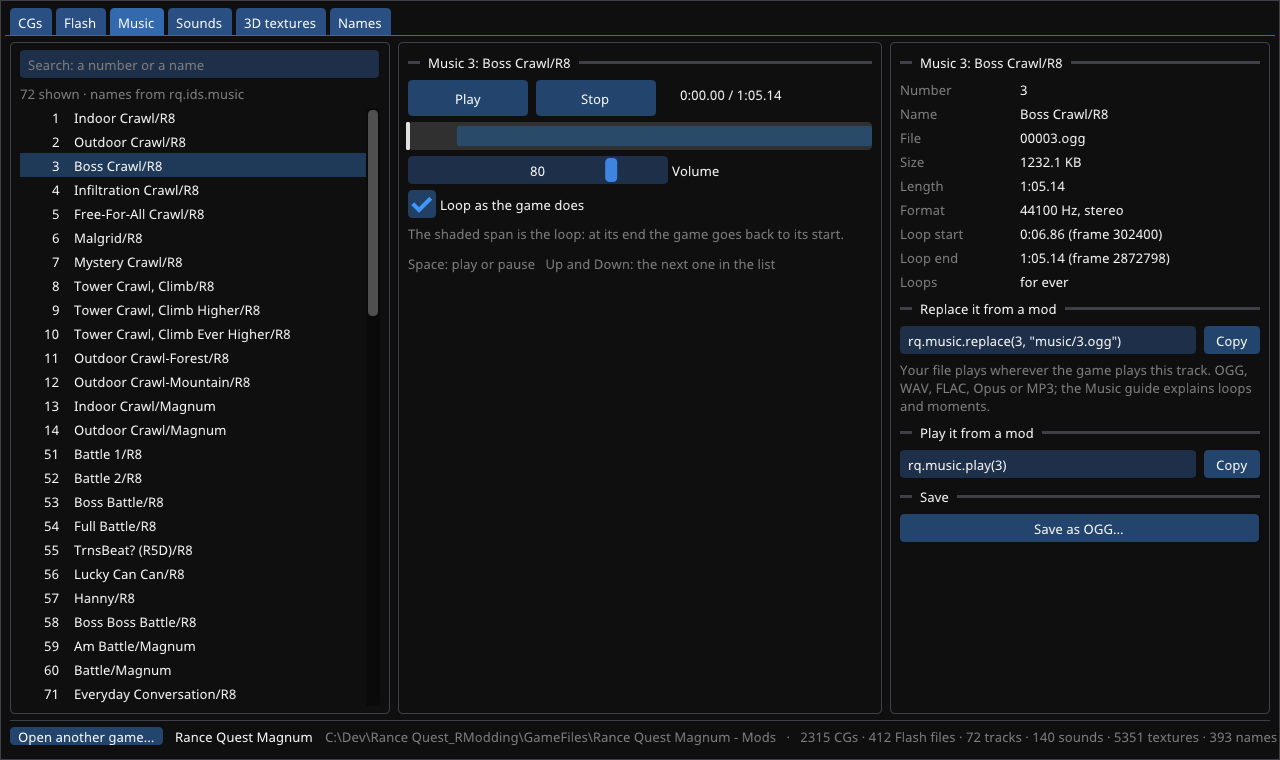 CGs Flash Music Sounds 3D textures Names
Search: a number or a name
72 shown · names from rq.ids.music
1 Indoor Crawl/R8
2 Outdoor Crawl/R8
3 Boss Crawl/R8
4 Infiltration Crawl/R8
5 Free-For-All Crawl/R8
6 Malgrid/R8
7 Mystery Crawl/R8
8 Tower Crawl, Climb/R8
9 Tower Crawl, Climb Higher/R8
10 Tower Crawl, Climb Ever Higher/R8
11 Outdoor Crawl-Forest/R8
12 Outdoor Crawl-Mountain/R8
13 Indoor Crawl/Magnum
14 Outdoor Crawl/Magnum
51 Battle 1/R8
52 Battle 2/R8
53 Boss Battle/R8
54 Full Battle/R8
55 TrnsBeat? (R5D)/R8
56 Lucky Can Can/R8
57 Hanny/R8
58 Boss Boss Battle/R8
59 Am Battle/Magnum
60 Battle/Magnum
71 Everyday Conversation/R8
Music 3: Boss Crawl/R8
Play Stop 0:00.00 / 1:05.14
80 Volume
Loop as the game does
The shaded span is the loop: at its end the game goes back to its start.
Space: play or pause Up and Down: the next one in the list
Music 3: Boss Crawl/R8
Number 3
Name Boss Crawl/R8
File 00003.ogg
Size 1232.1 KB
Length 1:05.14
Format 44100 Hz, stereo
Loop start 0:06.86 (frame 302400)
Loop end 1:05.14 (frame 2872798)
Loops for ever
Replace it from a mod
rq.music.replace(3, "music/3.ogg") Copy
Your file plays wherever the game plays this track. OGG,
WAV, FLAC, Opus or MP3; the Music guide explains loops
and moments.
Play it from a mod
rq.music.play(3) Copy
Save
Save as OGG...
Open another game... Rance Quest Magnum C:\Dev\Rance Quest_RModding\GameFiles\Rance Quest Magnum - Mods · 2315 CGs · 412 Flash files · 72 tracks · 140 sounds · 5351 textures · 393 names